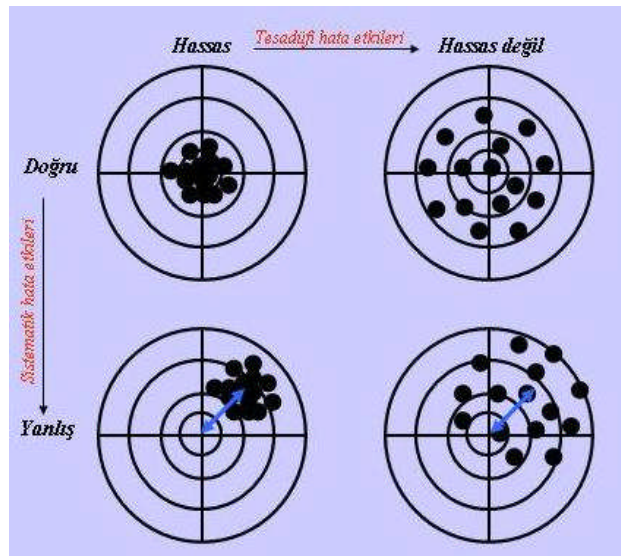 Hassas
Tesadüfi hata etkileri
Hassas değil
Doğru
Sistematik hata etkileri
Yanlış